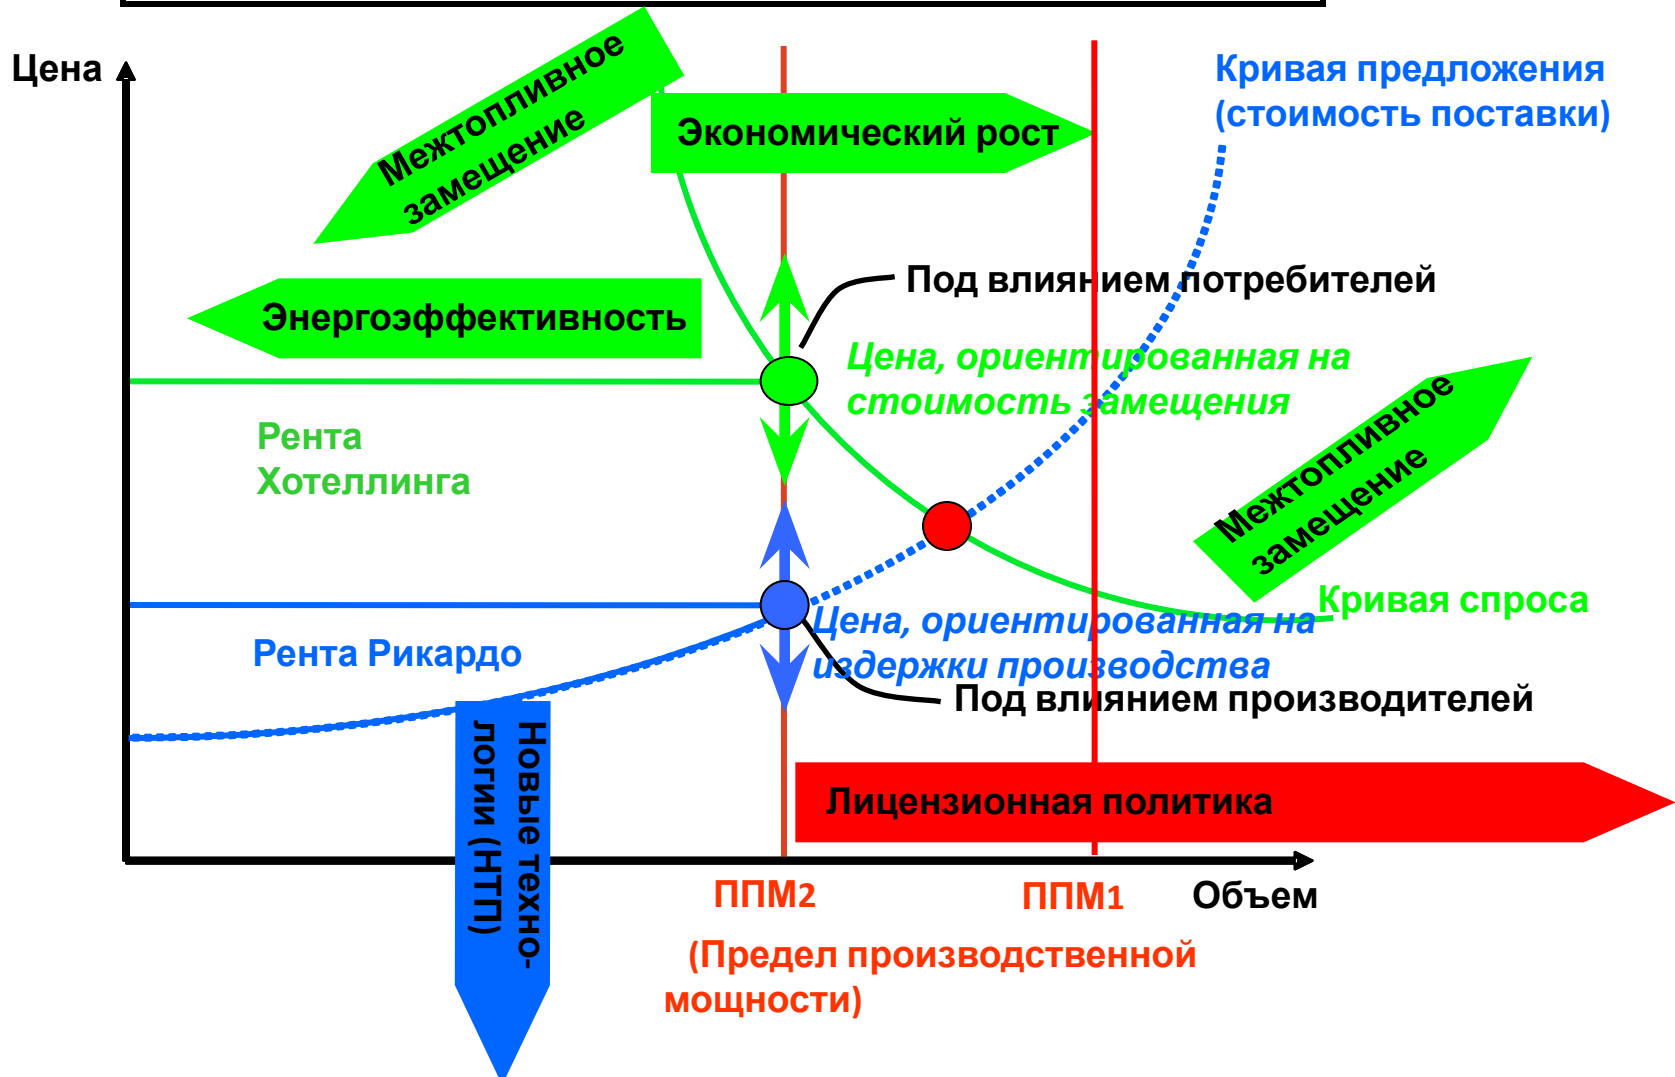 Цена
Межтопливное
замещение
Экономический рост
Кривая предложения
(стоимость поставки)
Под влиянием потребителей
Энергоэффективность
Цена, ориентированная на
стоимость замещения
Рента
Хотеллинга
Межтопливное
замещение
Кривая спроса
Цена, ориентированная на
издержки производства
Рента Рикардо
Под влиянием производителей
Новые техно-
логии (НТП)
Лицензионная политика
ППМ2
ППМ1
Объем
(Предел производственной
мощности)